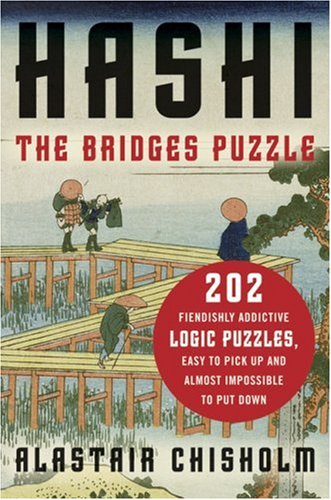 HASHI
THE BRIDGES PUZZLE
202
FIENDISHLY ADDICTIVE
LOGIC PUZZLES,
EASY TO PICK UP AND
ALMOST IMPOSSIBLE
TO PUT DOWN
ALASTAIR CHISHOLM